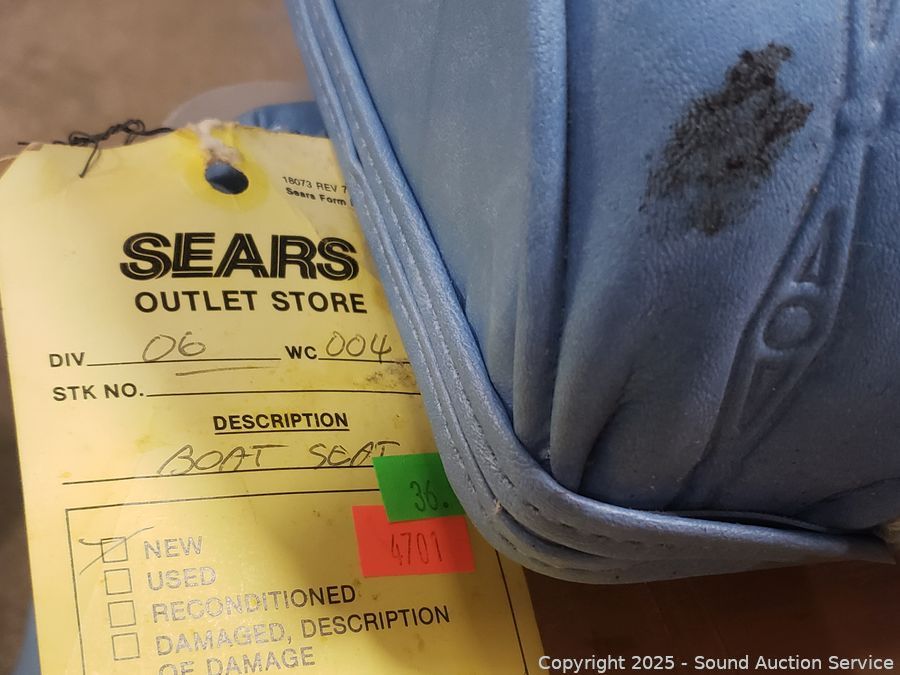 18073 REV 7
Sears Form
SEARS
OUTLET STORE
DIV 06 WC 004
STK NO.
DESCRIPTION
BOAT SEAT
36.
4701
NEW
USED
RECONDITIONED
DAMAGED, DESCRIPTION
OF DAMAGE
Copyright 2025 - Sound Auction Service